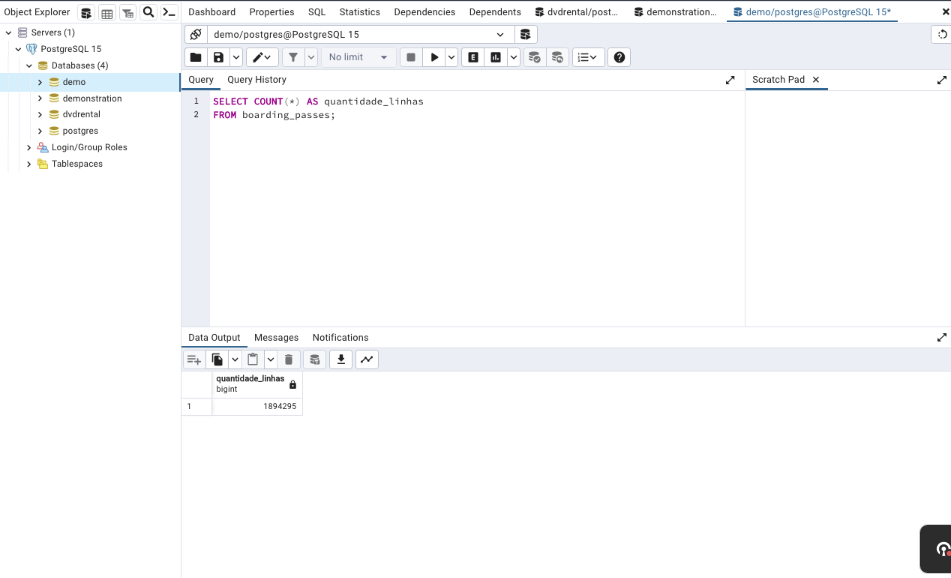 Object Explorer
Dashboard Properties SQL Statistics Dependencies Dependents dvdrental/post... demonstration... demo/postgres@PostgreSQL 15*
Servers (1)
PostgreSQL 15
Databases (4)
demo
demonstration
dvdrental
postgres
Login/Group Roles
Tablespaces
demo/postgres@PostgreSQL 15
No limit
E
Query Query History
Scratch Pad
1 SELECT COUNT(*) AS quantidade_linhas
2 FROM boarding_passes;
Data Output Messages Notifications
quantidade_linhas
bigint
1 1894295